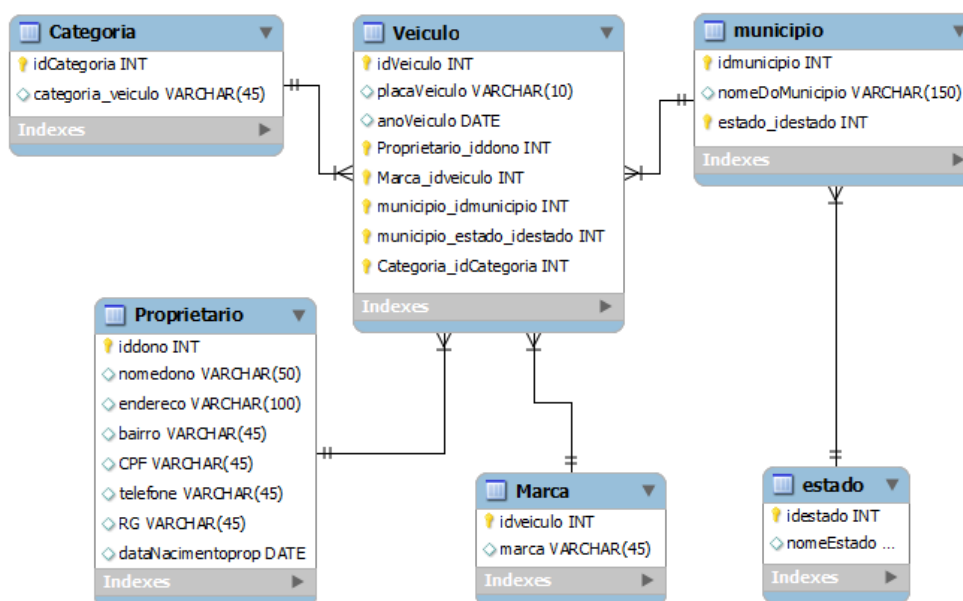 Categoria
idCategoria INT
categoria_veiculo VARCHAR(45)
Indexes
Veiculo
idVeiculo INT
placaVeiculo VARCHAR(10)
anoVeiculo DATE
Proprietario_iddono INT
Marca_idveiculo INT
municipio_idmunicipio INT
municipio_estado_idestado INT
Categoria_idCategoria INT
Indexes
municipio
idmunicipio INT
nomeDoMunicipio VARCHAR(150)
estado_idestado INT
Indexes
Proprietario
iddono INT
nomedono VARCHAR(50)
endereco VARCHAR(100)
bairro VARCHAR(45)
CPF VARCHAR(45)
telefone VARCHAR(45)
RG VARCHAR(45)
dataNacimentoprop DATE
Indexes
Marca
idveiculo INT
marca VARCHAR(45)
Indexes
estado
idestado INT
nomeEstado ...
Indexes